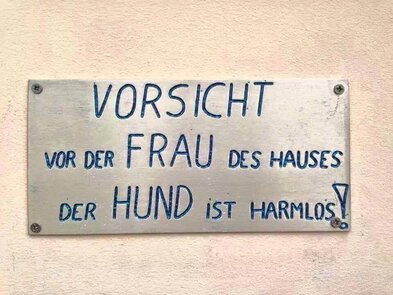 VORSICHT
VOR DER FRAU DES HAUSES
DER HUND iST HARMLOS!